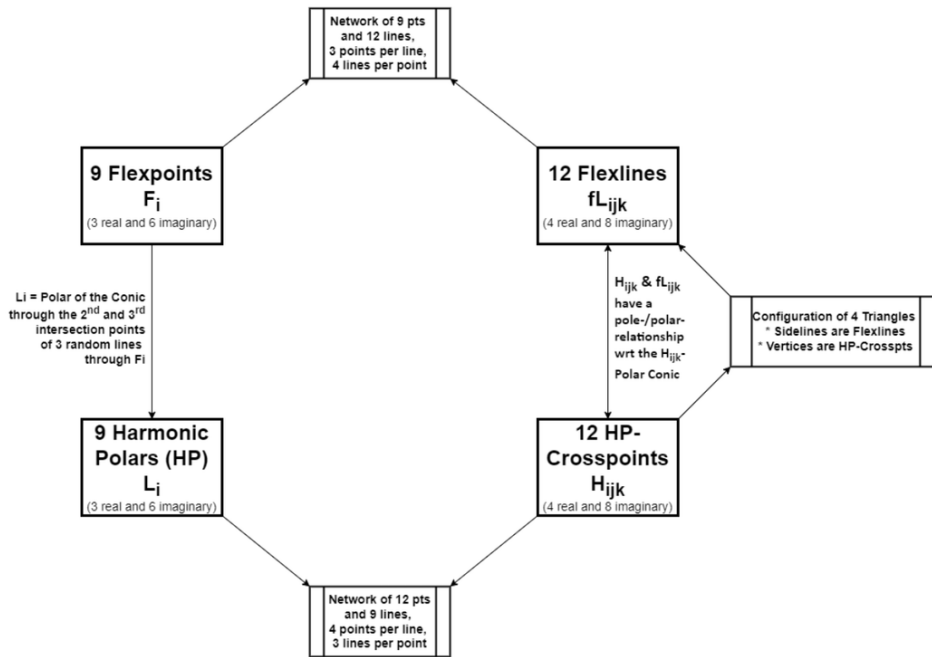 Network of 9 pts
and 12 lines,
3 points per line,
4 lines per point
9 Flexpoints
Fi
(3 real and 6 imaginary)
12 Flexlines
fLijk
(4 real and 8 imaginary)
Li = Polar of the Conic
through the 2nd and 3rd
intersection points
of 3 random lines
through Fi
Hijk & fLijk
have a
pole-/polar-
relationship
wrt the Hijk-
Polar Conic
Configuration of 4 Triangles
* Sidelines are Flexlines
* Vertices are HP-Crosspts
9 Harmonic
Polars (HP)
Li
(3 real and 6 imaginary)
12 HP-
Crosspoints
Hijk
(4 real and 8 imaginary)
Network of 12 pts
and 9 lines,
4 points per line,
3 lines per point